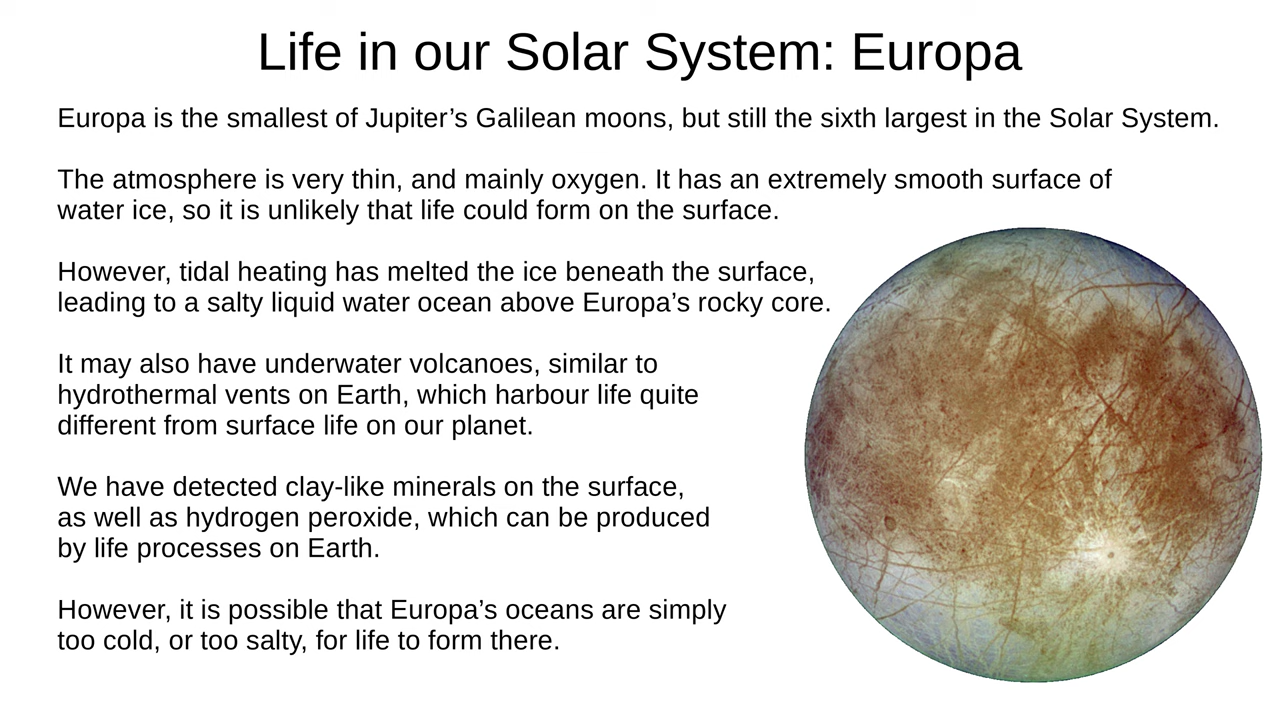 Life in our Solar System: Europa
Europa is the smallest of Jupiter’s Galilean moons, but still the sixth largest in the Solar System.
The atmosphere is very thin, and mainly oxygen. It has an extremely smooth surface of
water ice, so it is unlikely that life could form on the surface.
However, tidal heating has melted the ice beneath the surface,
leading to a salty liquid water ocean above Europa’s rocky core.
It may also have underwater volcanoes, similar to
hydrothermal vents on Earth, which harbour life quite
different from surface life on our planet.
We have detected clay-like minerals on the surface,
as well as hydrogen peroxide, which can be produced
by life processes on Earth.
However, it is possible that Europa’s oceans are simply
too cold, or too salty, for life to form there.